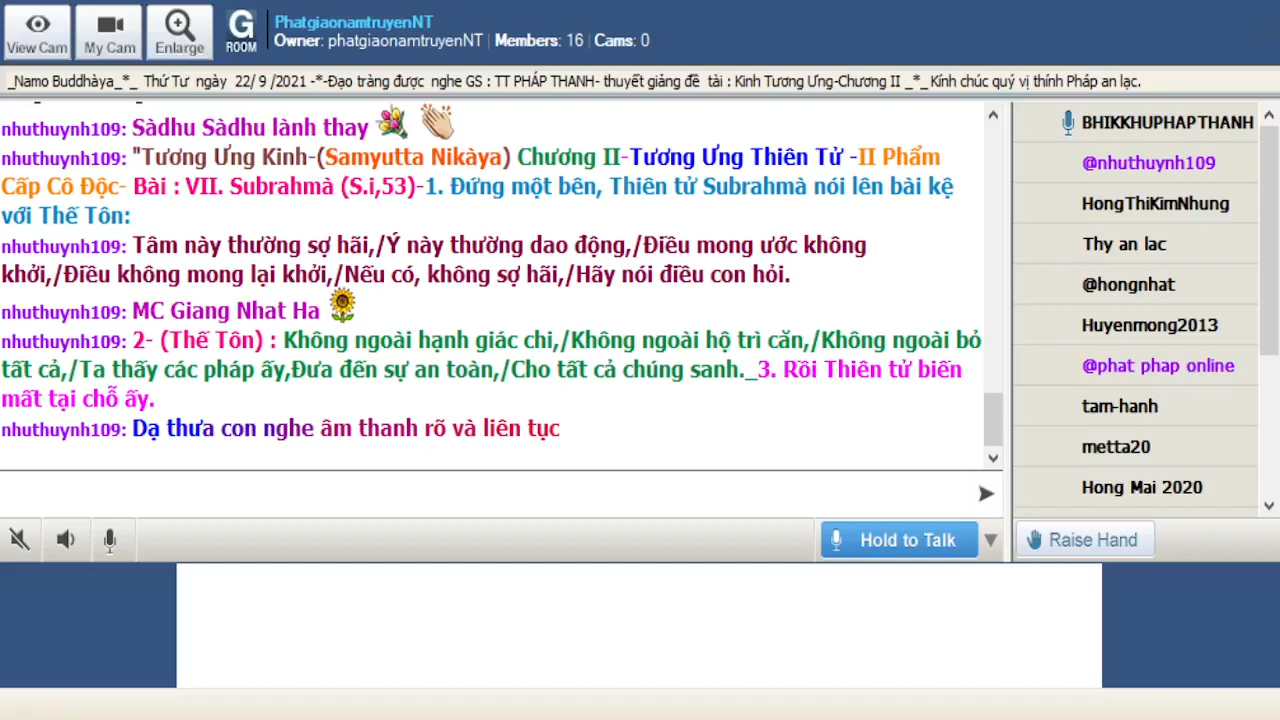 View Cam
My Cam
Enlarge
G
ROOM
PhatgiaonamtruyenNT
Owner: phatgiaonamtruyenNT | Members: 16 | Cams: 0
_Namo Buddhàya_*_ Thứ Tư ngày 22/ 9 /2021 -*-Đạo tràng được nghe GS : TT PHÁP THANH- thuyết giảng đề tài : Kinh Tương Ưng-Chương II _*_Kính chúc quý vị thính Pháp an lạc.
nhuthuynh109: Sàdhu Sàdhu lành thay
nhuthuynh109: "Tương Ưng Kinh-(Samyutta Nikàya) Chương II-Tương Ưng Thiên Tử -II Phẩm
Cấp Cô Độc- Bài : VII. Subrahmà (S.i,53)-1. Đứng một bên, Thiên tử Subrahmà nói lên bài kệ
với Thế Tôn:
nhuthuynh109: Tâm này thường sợ hãi,/Ý này thường dao động,/Điều mong ước không
khởi,/Điều không mong lại khởi,/Nếu có, không sợ hãi,/Hãy nói điều con hỏi.
nhuthuynh109: MC Giang Nhat Ha
nhuthuynh109: 2- (Thế Tôn) : Không ngoài hạnh giác chi,/Không ngoài hộ trì căn,/Không ngoài bỏ
tất cả,/Ta thấy các pháp ấy,Đưa đến sự an toàn,/Cho tất cả chúng sanh._3. Rồi Thiên tử biến
mất tại chỗ ấy.
nhuthuynh109: Dạ thưa con nghe âm thanh rõ và liên tục
BHIKKHUPHAPTHANH
@nhuthuynh109
HongThiKimNhung
Thy an lac
@hongnhat
Huyenmong2013
@phat phap online
tam-hanh
metta20
Hong Mai 2020
Hold to Talk
Raise Hand